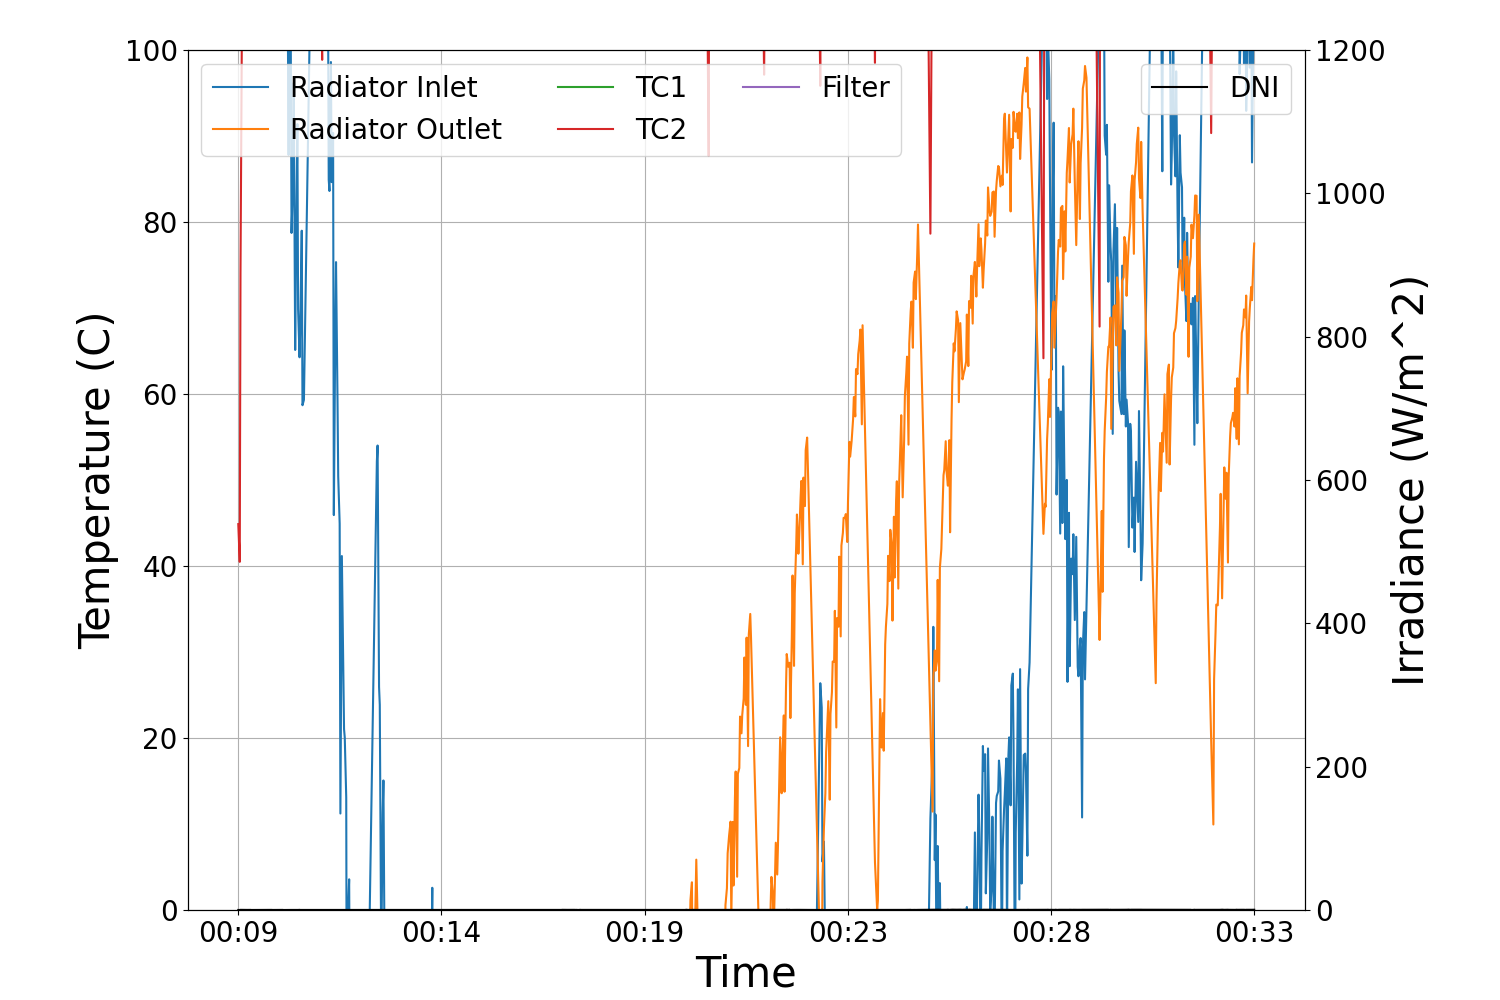 Radiator Inlet
Radiator Outlet
TC1
TC2
Filter
DNI
Temperature (C)
100
80
60
40
20
0
1200
1000
800
600
400
200
0
Irradiance (W/m^2)
00:09
00:14
00:19
00:23
00:28
00:33
Time